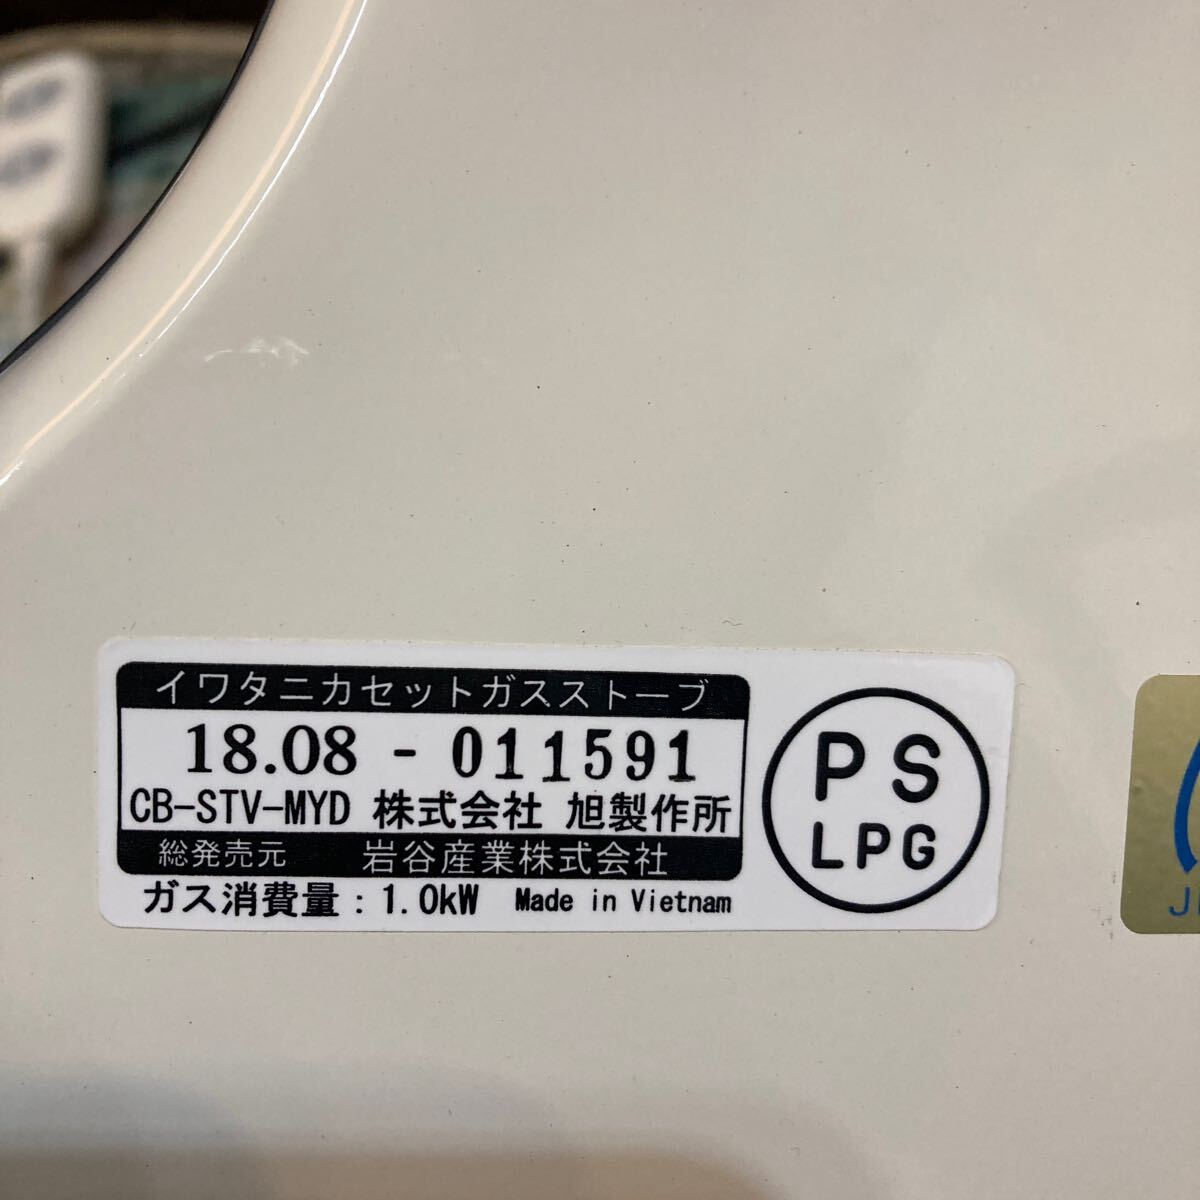 イワタニカセットガスストーブ
18.08 - 011591
CB-STV-MYD 株式会社 旭製作所
総発売元 岩谷産業株式会社
ガス消費量：1.0kW Made in Vietnam
PS
LPG